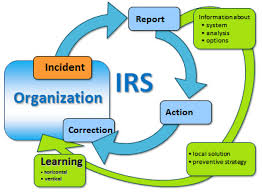 Report
Information about
• system
• analysis
• options
Incident
IRS
Organization
Action
Correction
• local solution
• preventive strategy
Learning
- horizontal
- vertical